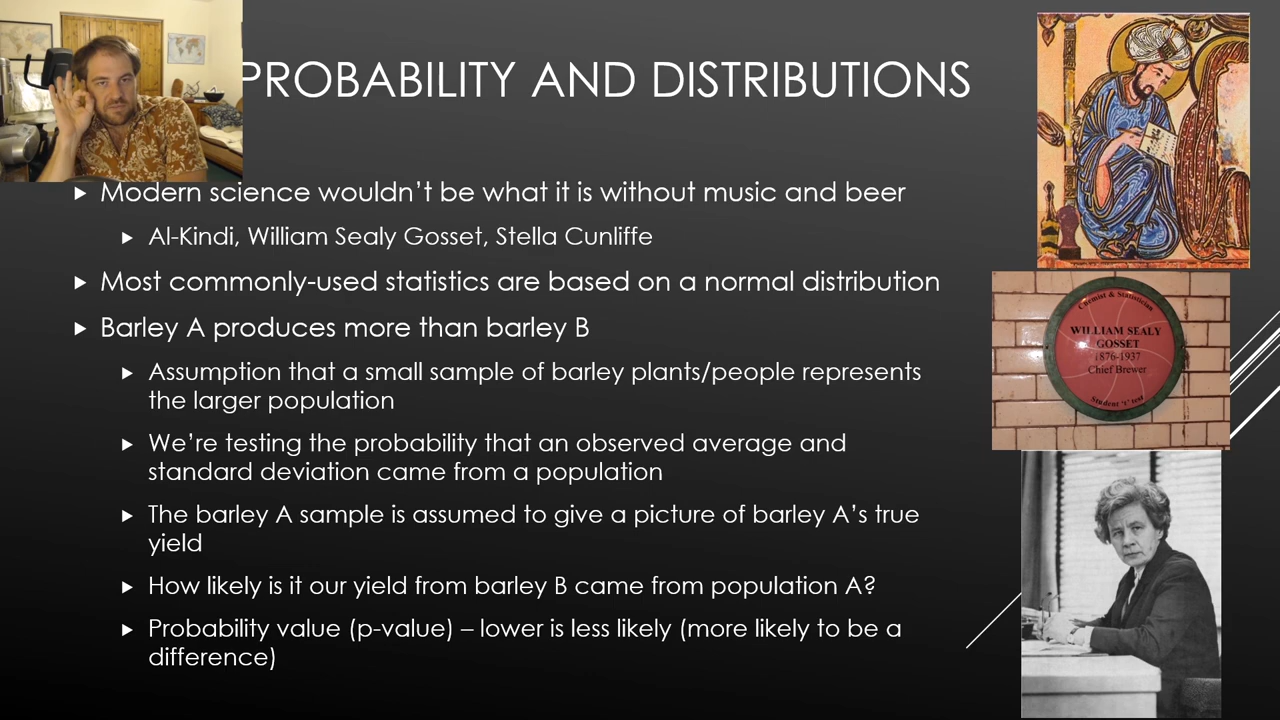 PROBABILITY AND DISTRIBUTIONS
Modern science wouldn't be what it is without music and beer
Al-Kindi, William Sealy Gosset, Stella Cunliffe
Most commonly-used statistics are based on a normal distribution
Barley A produces more than barley B
Assumption that a small sample of barley plants/people represents
the larger population
We're testing the probability that an observed average and
standard deviation came from a population
The barley A sample is assumed to give a picture of barley A's true
yield
How likely is it our yield from barley B came from population A?
Probability value (p-value) – lower is less likely (more likely to be a
difference)
Chemist & Statistician
WILLIAM SEALY
GOSSET
1876-1937
Chief Brewer
Student 't' test